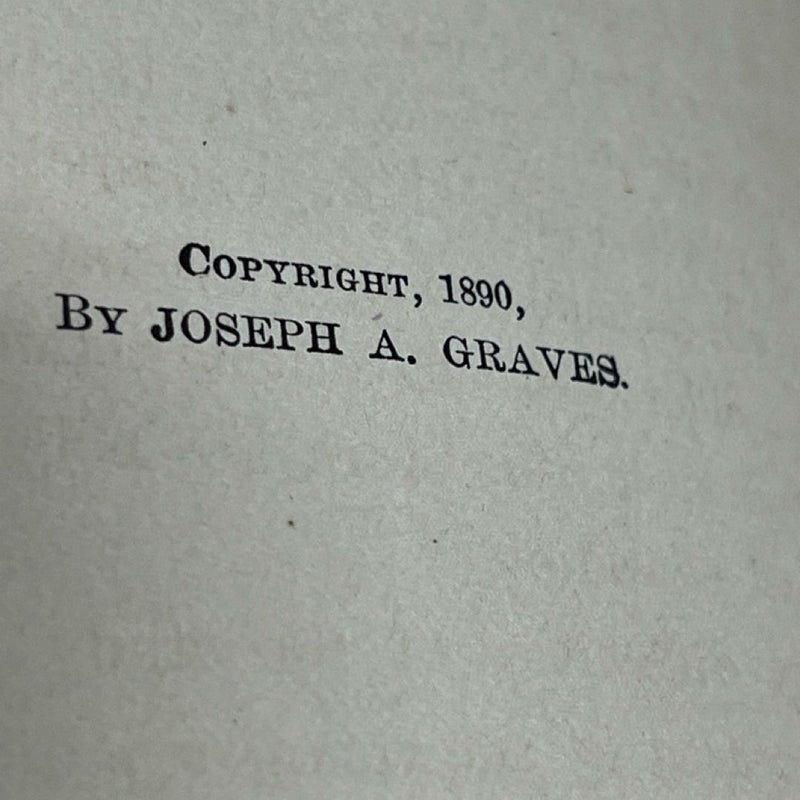 Copyright, 1890,
By JOSEPH A. GRAVES.